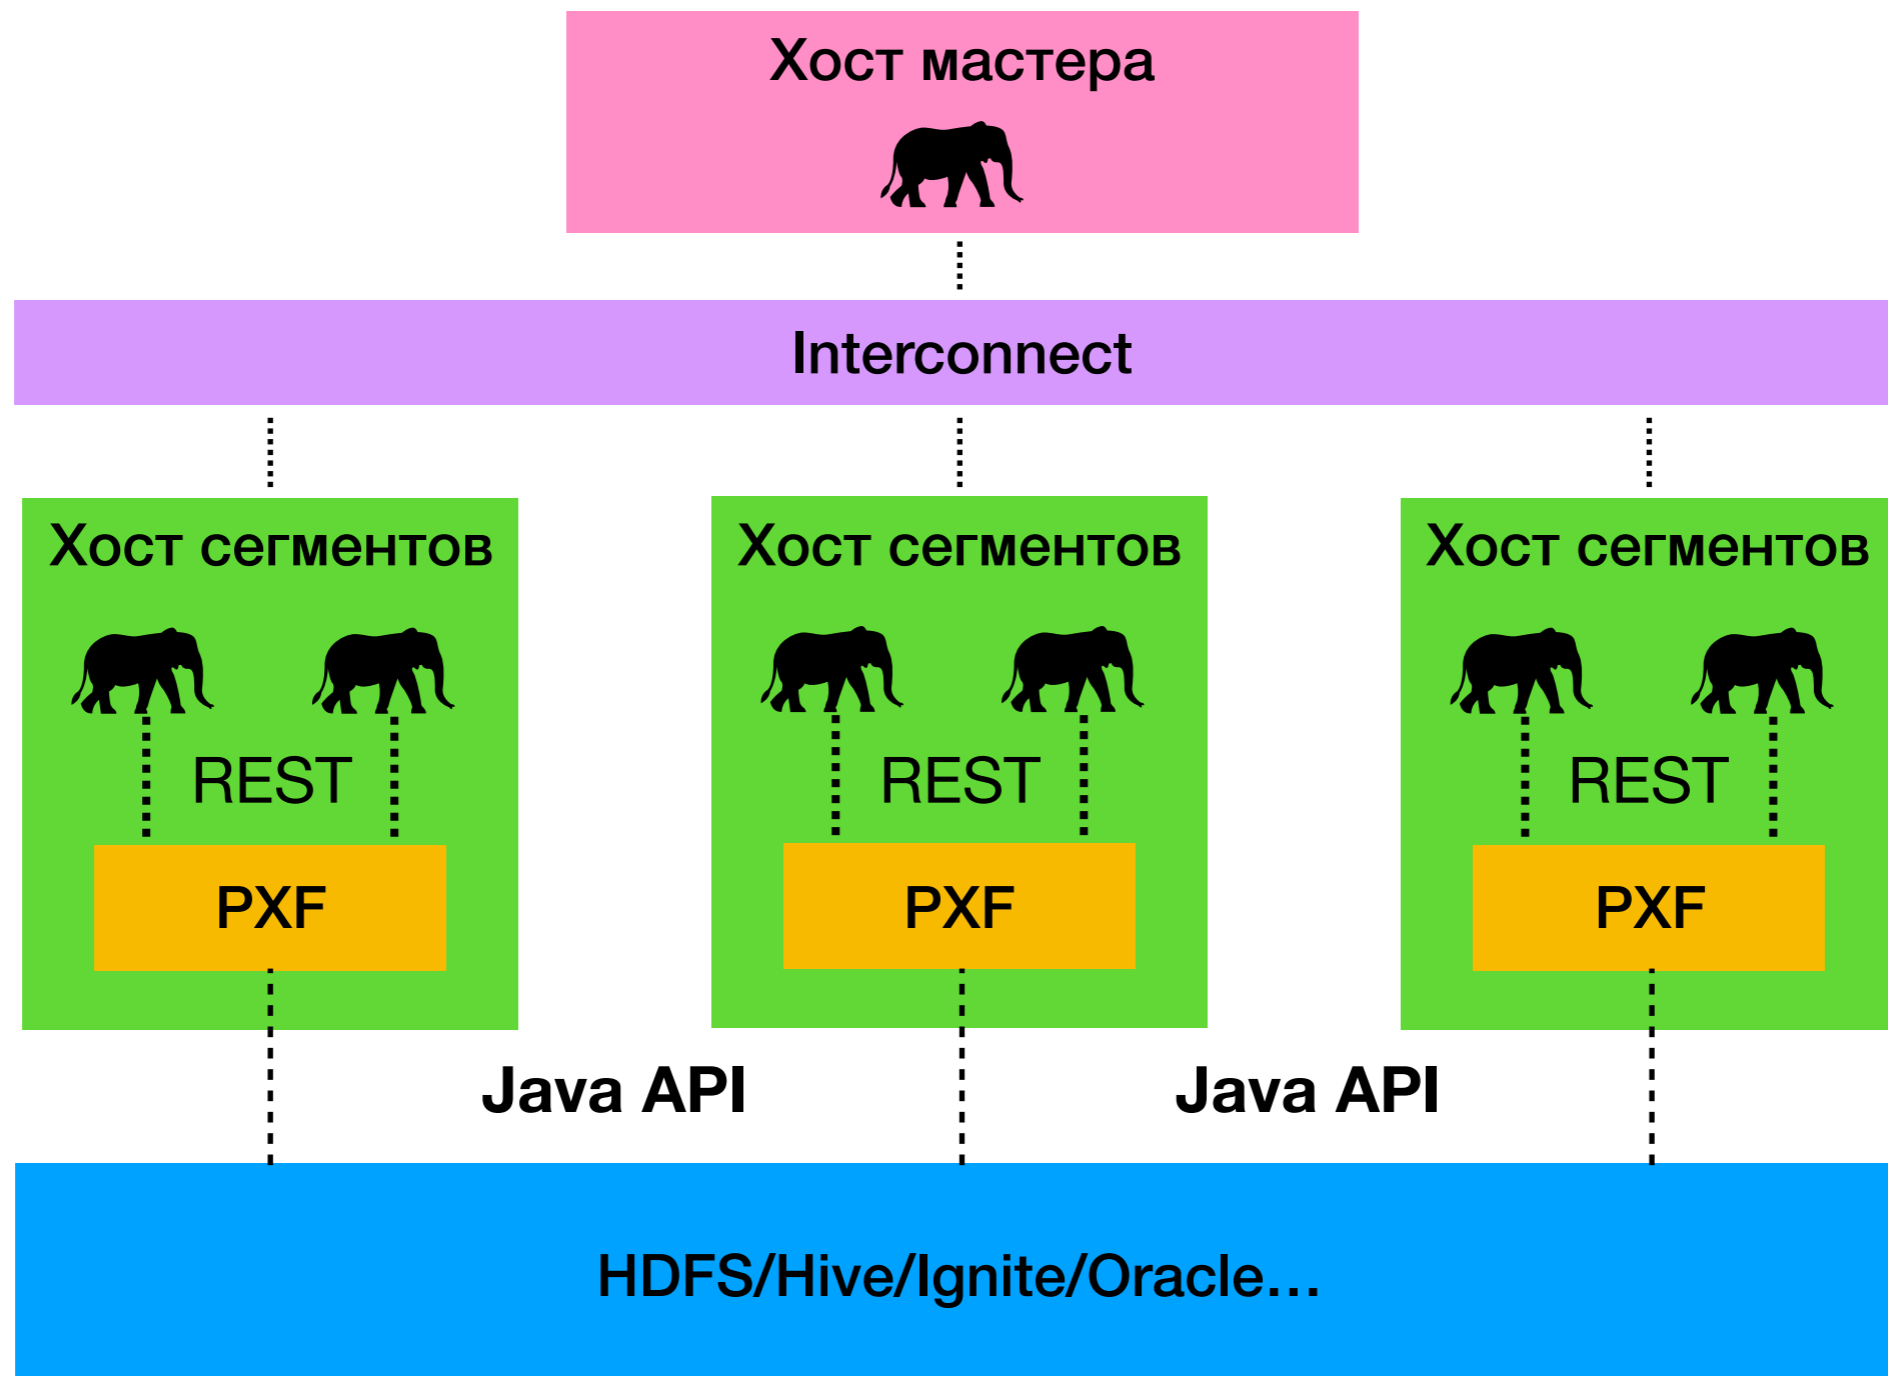 Хост мастера
Interconnect
Хост сегментов
Хост сегментов
Хост сегментов
REST
REST
REST
PXF
PXF
PXF
Java API
Java API
HDFS/Hive/Ignite/Oracle…